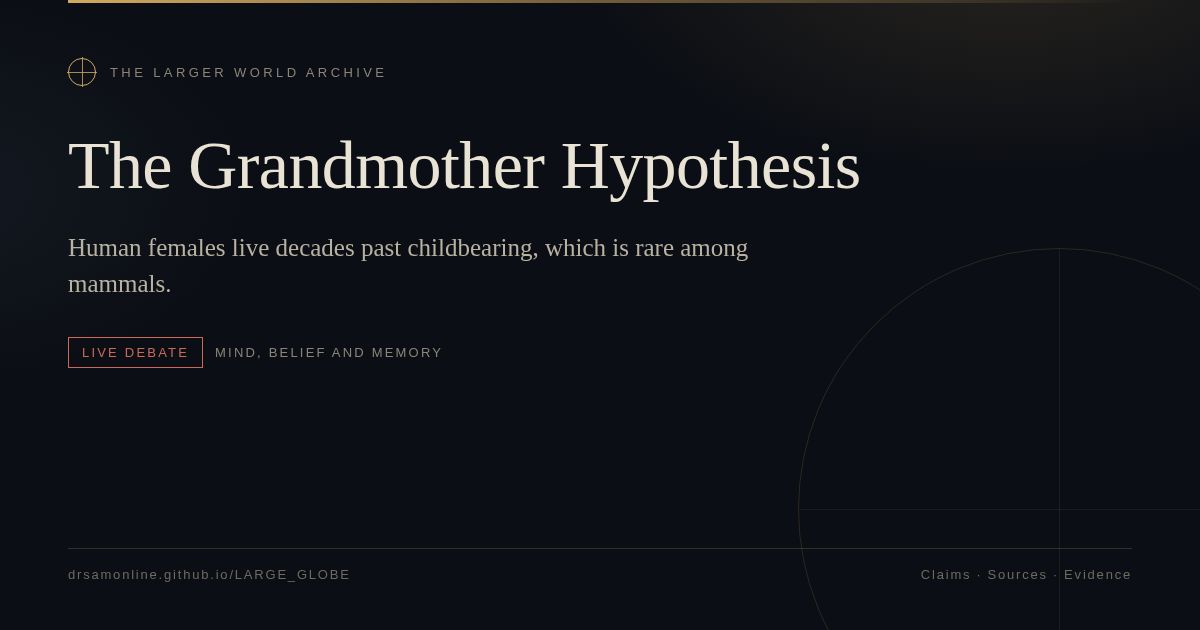 THE LARGER WORLD ARCHIVE
The Grandmother Hypothesis
Human females live decades past childbearing, which is rare among
mammals.
LIVE DEBATE
MIND, BELIEF AND MEMORY
drsamonline.github.io/LARGE_GLOBE
Claims · Sources · Evidence